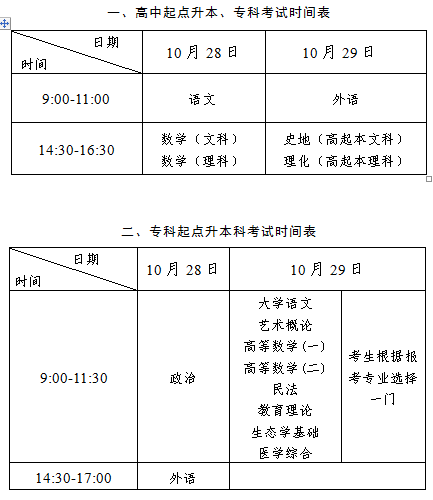 一、高中起点升本、专科考试时间表
日期
时间
10月28日
10月29日
9:00-11:00
语文
外语
14:30-16:30
数学（文科）
数学（理科）
史地（高起本文科）
理化（高起本理科）
二、专科起点升本科考试时间表
日期
时间
10月28日
10月29日
9:00-11:30
政治
大学语文
艺术概论
高等数学(一)
高等数学(二)
民法
教育理论
生态学基础
医学综合
考生根据报
考专业选择
一门
14:30-17:00
外语